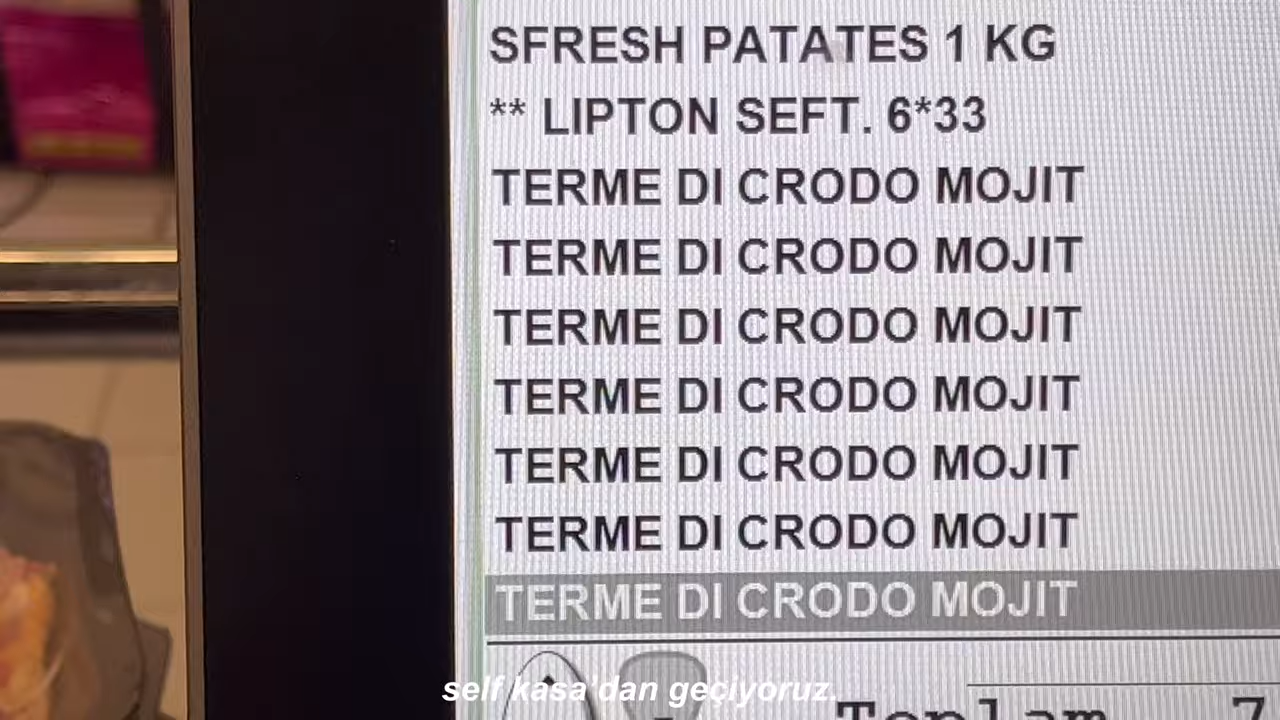 SFRESH PATATES 1 KG
** LIPTON SEFT. 6*33
TERME DI CRODO MOJIT
TERME DI CRODO MOJIT
TERME DI CRODO MOJIT
TERME DI CRODO MOJIT
TERME DI CRODO MOJIT
TERME DI CRODO MOJIT
TERME DI CRODO MOJIT
self kasa'dan geçiyoruz.
Toplam 7